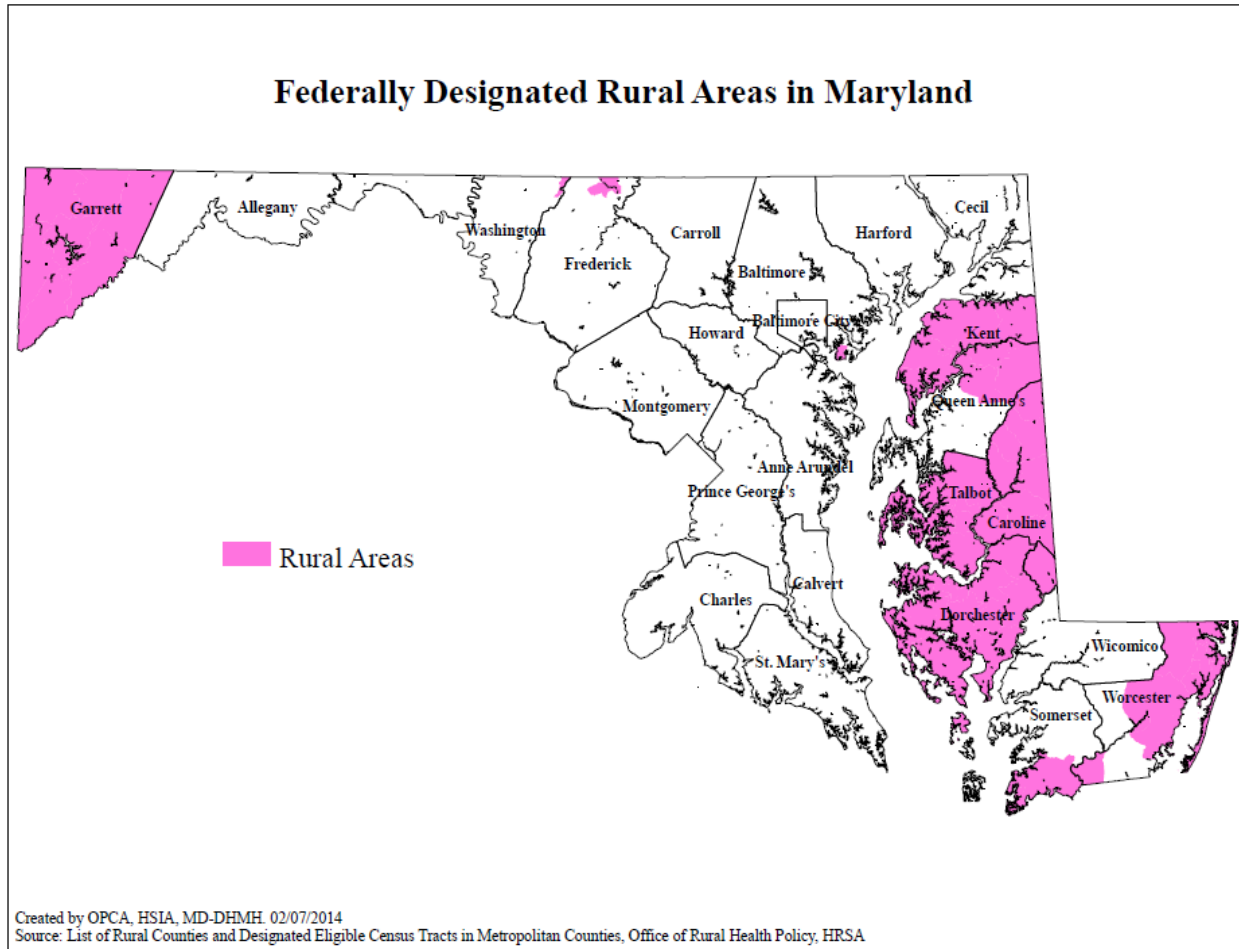 Federally Designated Rural Areas in Maryland
Garrett
Allegany
Washington
Frederick
Carroll
Baltimore
Harford
Cecil
Baltimore City
Howard
Kent
Montgomery
Queen Anne's
Anne Arundel
Prince George's
Talbot
Caroline
Rural Areas
Calvert
Charles
Dorchester
St. Mary's
Wicomico
Worcester
Somerset
Created by OPCA, HSIA, MD-DHMH. 02/07/2014
Source: List of Rural Counties and Designated Eligible Census Tracts in Metropolitan Counties, Office of Rural Health Policy, HRSA